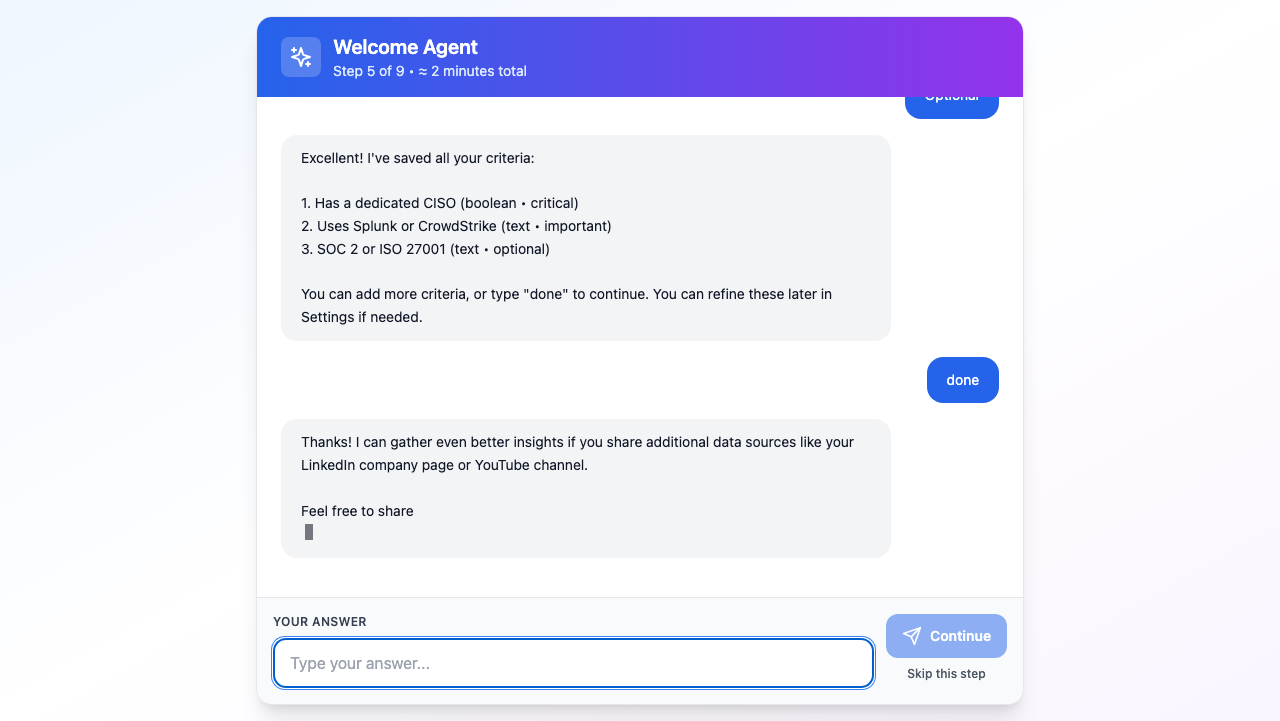 Welcome Agent
Step 5 of 9 • ≈ 2 minutes total
Optional
Excellent! I've saved all your criteria:
1. Has a dedicated CISO (boolean • critical)
2. Uses Splunk or CrowdStrike (text • important)
3. SOC 2 or ISO 27001 (text • optional)
You can add more criteria, or type "done" to continue. You can refine these later in
Settings if needed.
done
Thanks! I can gather even better insights if you share additional data sources like your
LinkedIn company page or YouTube channel.
Feel free to share
YOUR ANSWER
Type your answer...
Continue
Skip this step